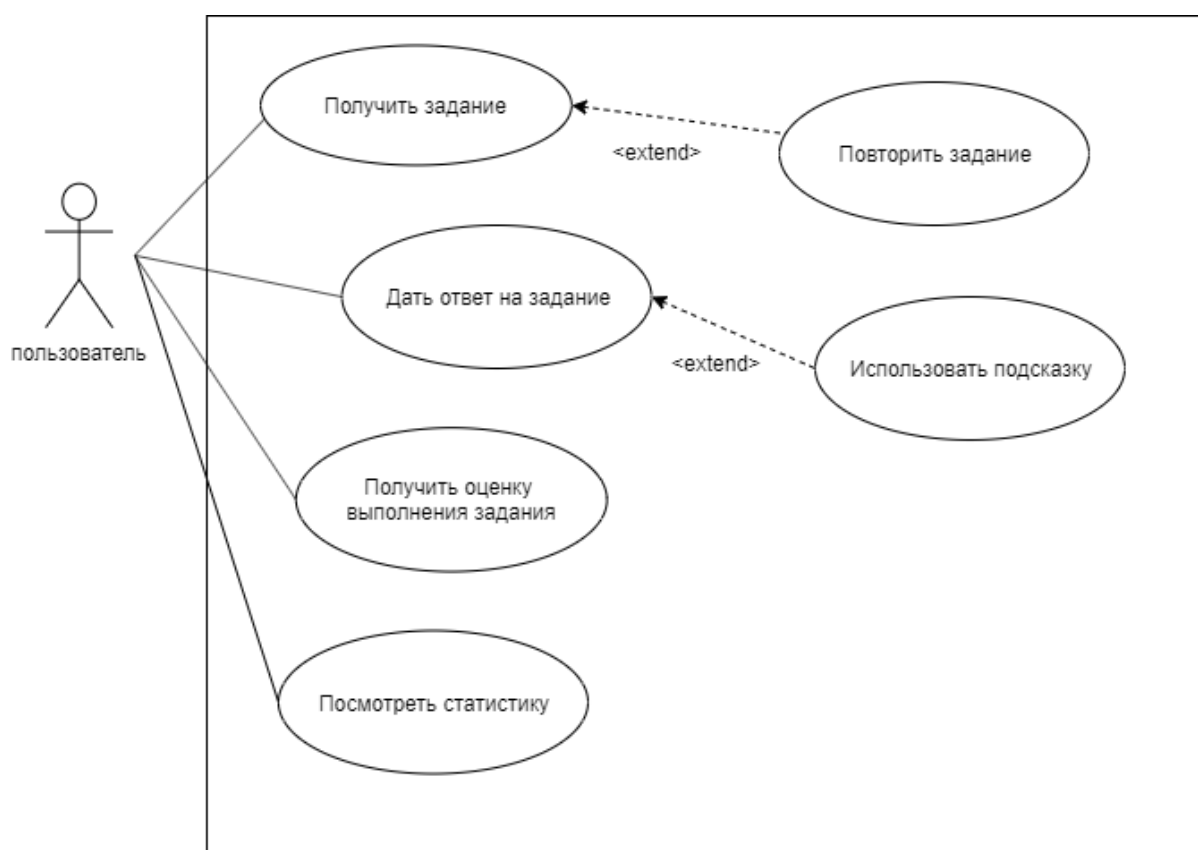 Получить задание
<extend>
Повторить задание
Дать ответ на задание
пользователь
<extend>
Использовать подсказку
Получить оценку
выполнения задания
Посмотреть статистику